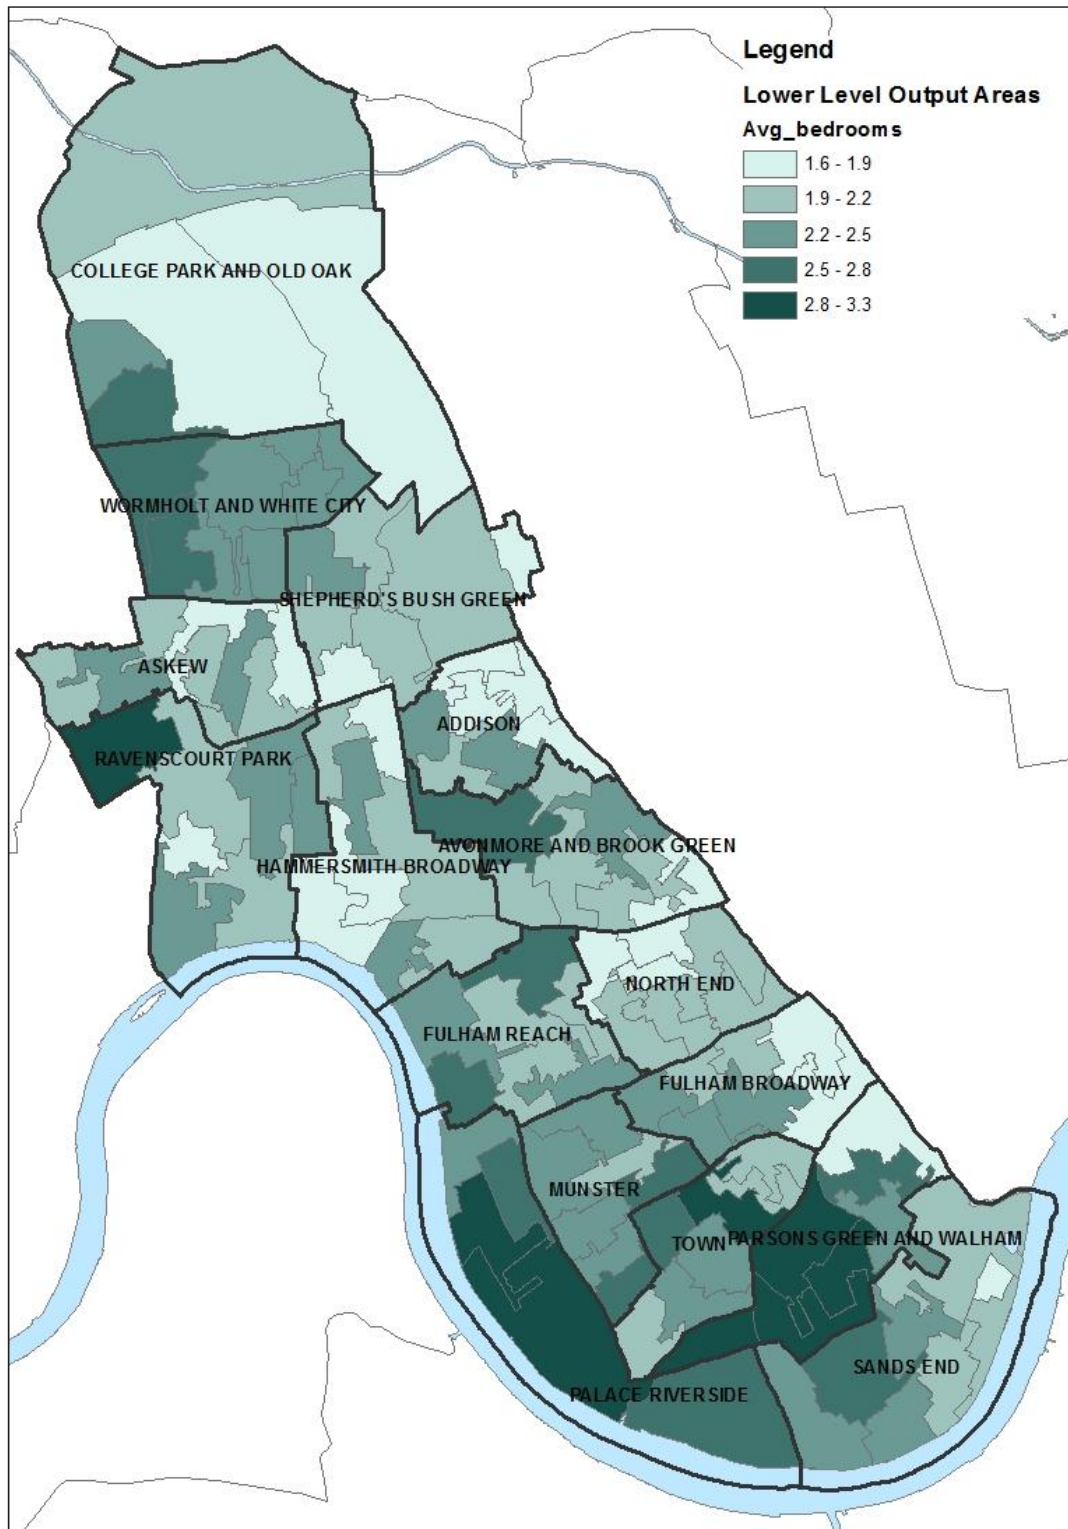 Legend
Lower Level Output Areas
Avg_bedrooms
1.6 - 1.9
1.9 - 2.2
2.2 - 2.5
2.5 - 2.8
2.8 - 3.3
COLLEGE PARK AND OLD OAK
WORMHOLT AND WHITE CITY
SHEPHERD'S BUSH GREEN
ASKEW
ADDISON
RAVENSCOURT PARK
AVONMORE AND BROOK GREEN
HAMMERSMITH BROADWAY
NORTH END
FULHAM REACH
FULHAM BROADWAY
MUNSTER
TOWN
PARSONS GREEN AND WALHAM
SANDS END
PALACE RIVERSIDE